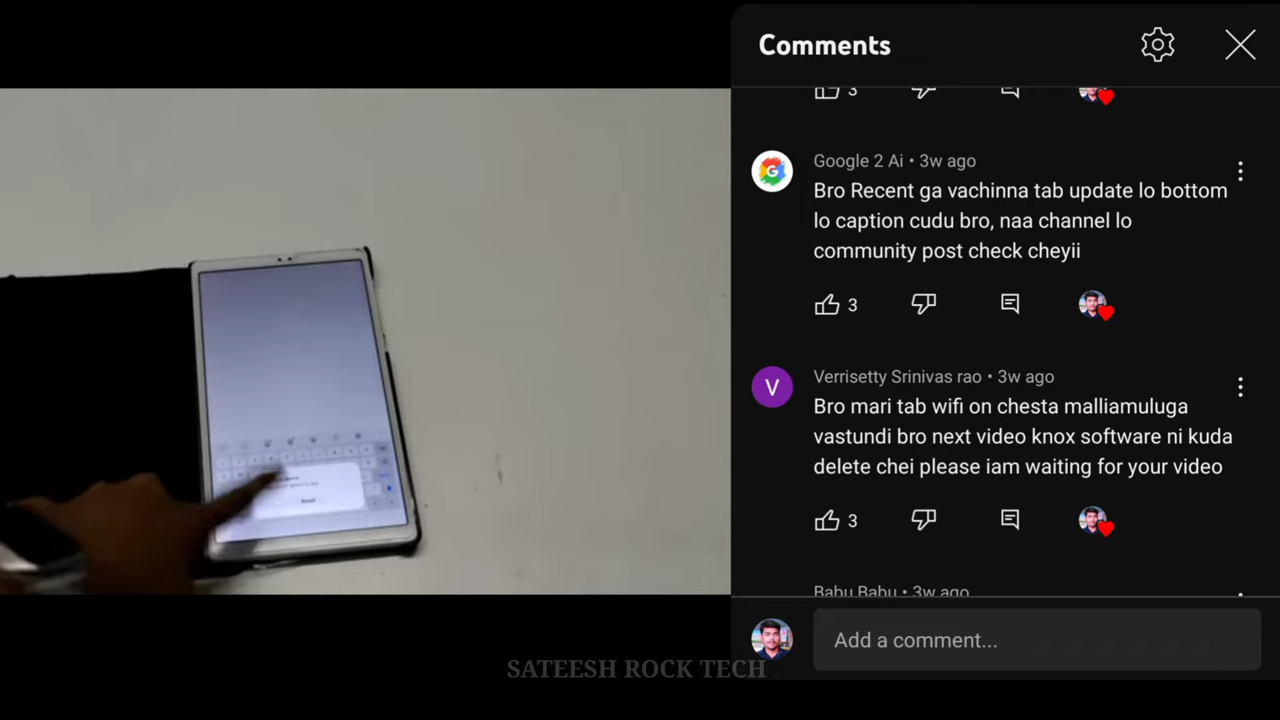 Comments
3
Google 2 Ai • 3w ago
Bro Recent ga vachinna tab update lo bottom
lo caption cudu bro, naa channel lo
community post check cheyii
3
V
Verrisetty Srinivas rao • 3w ago
Bro mari tab wifi on chesta malliamuluga
vastundi bro next video knox software ni kuda
delete chei please iam waiting for your video
3
Babu Babu • 3w ago
Add a comment...
SATEESH ROCK TECH
Reset